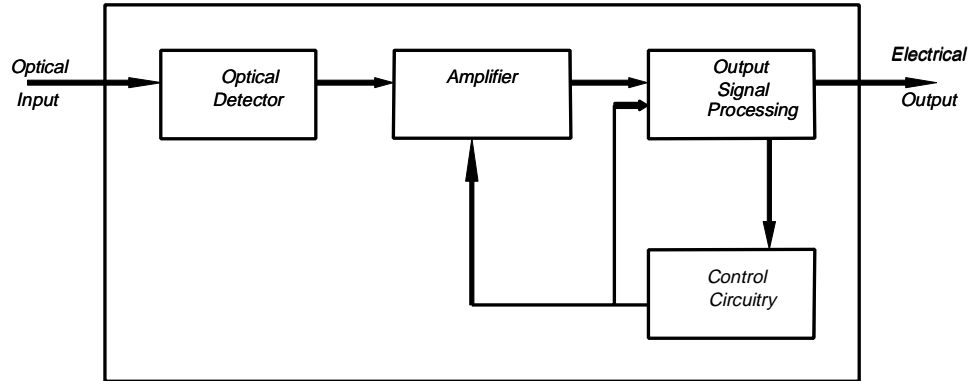 Optical
Input
Optical
Detector
Amplifier
Output
Signal
Processing
Electrical
Output
Control
Circuitry